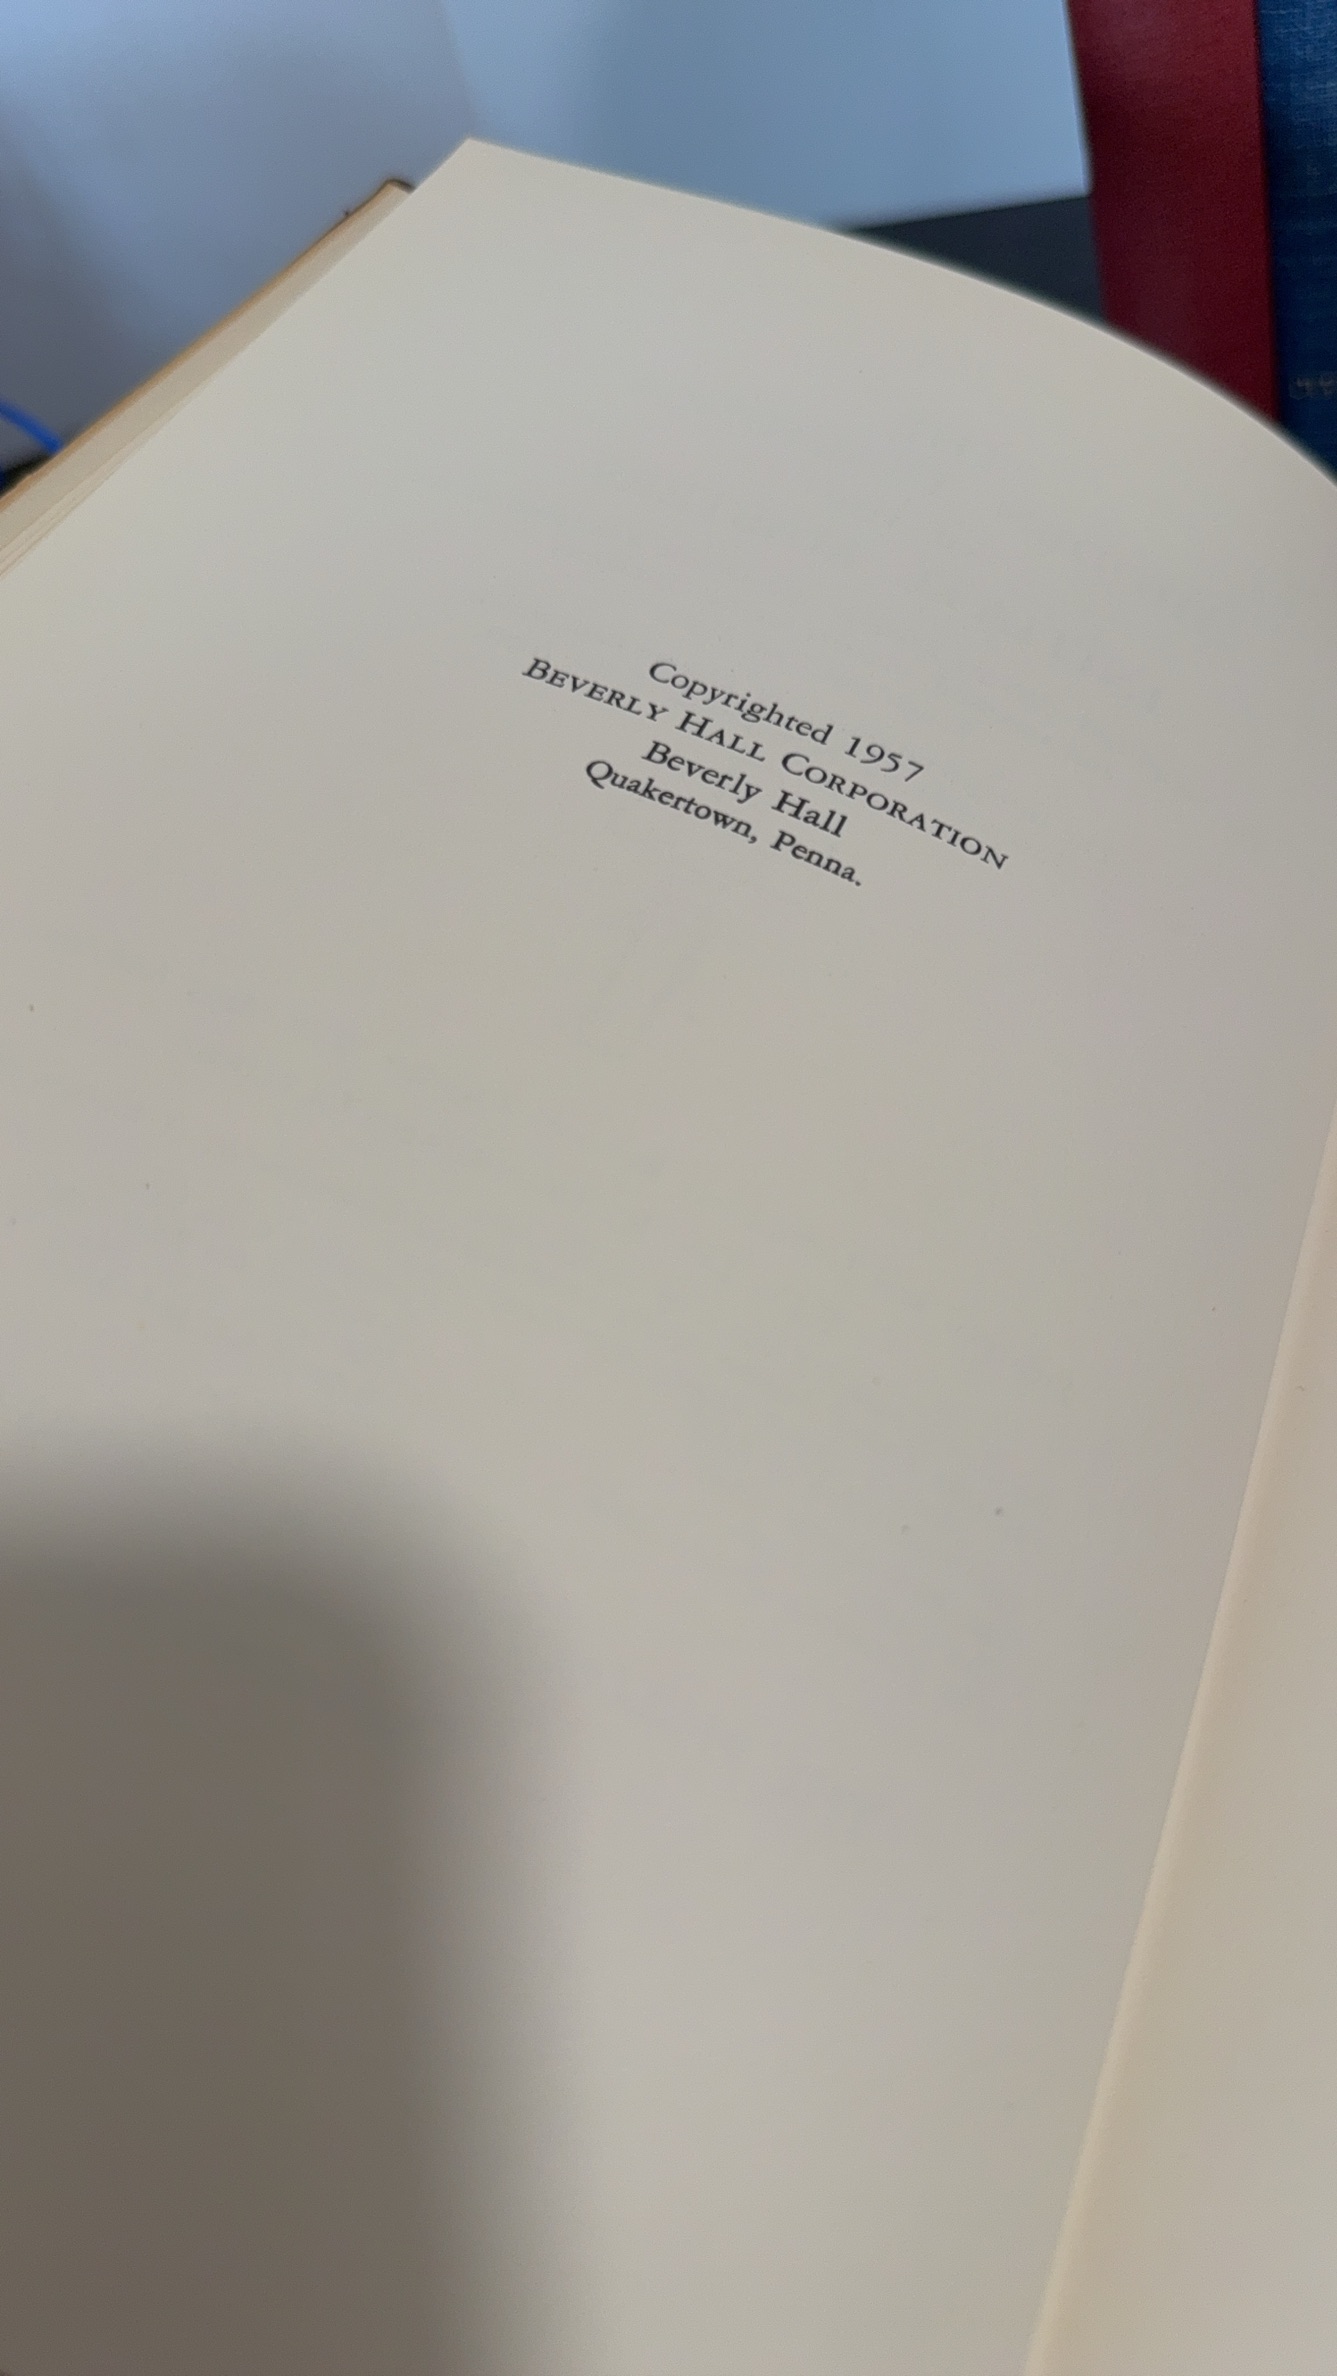 Copyrighted 1957
BEVERLY HALL CORPORATION
Beverly Hall
Quakertown, Penna.